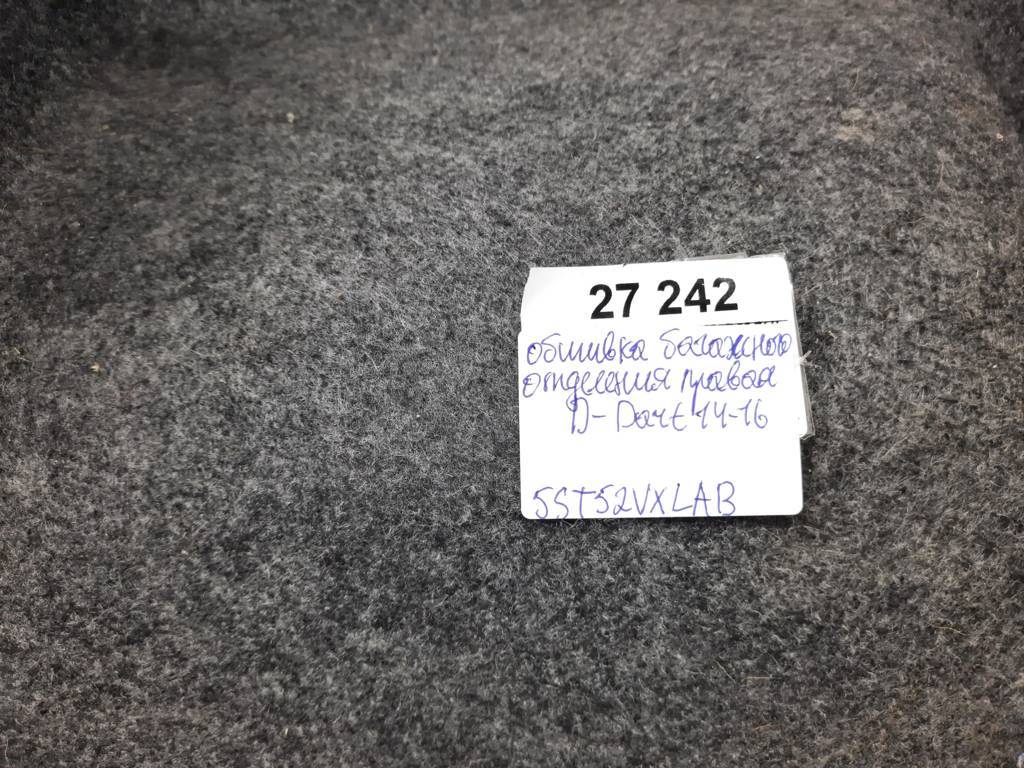 27 242
обшивка багажного
отделения правая
D-Dart 14-16
5ST52VXLAB